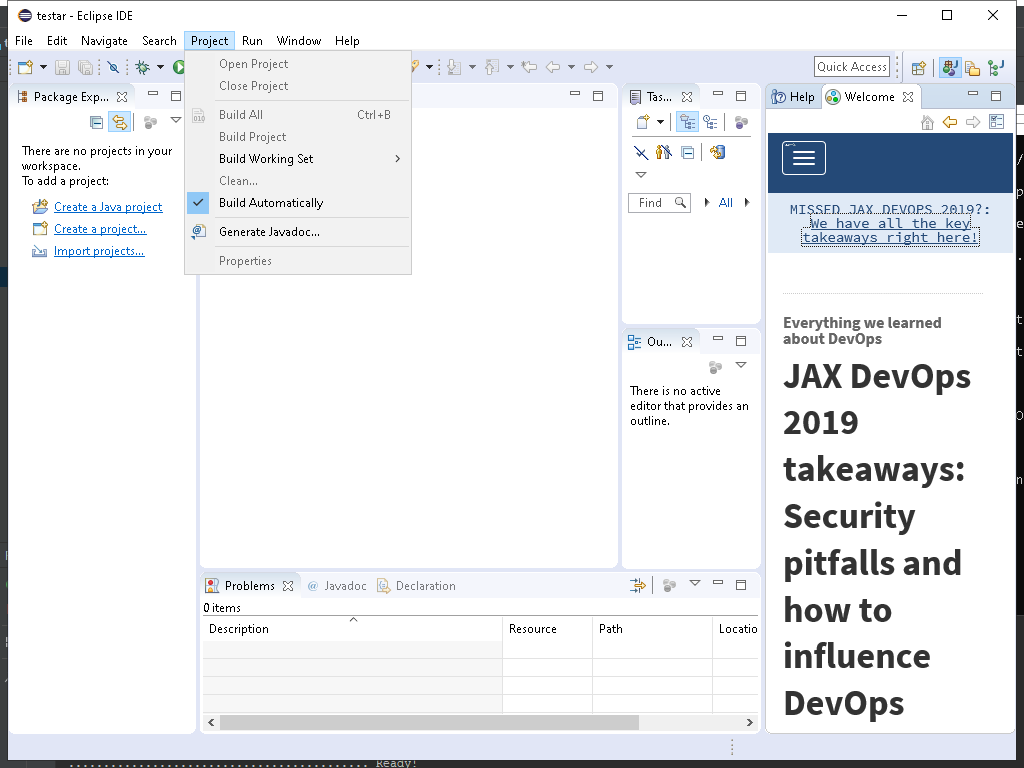 testar - Eclipse IDE
File Edit Navigate Search Project Run Window Help
Quick Access
Open Project
Close Project
Build All Ctrl+B
Build Project
Build Working Set
Clean...
Build Automatically
Generate Javadoc...
Properties
Package Exp...
There are no projects in your
workspace.
To add a project:
Create a Java project
Create a project...
Import projects...
Tas...
Find
All
Ou...
There is no active
editor that provides an
outline.
Help
Welcome
MISSED JAX DEVOPS 2019?:
We have all the key
takeaways right here!
Everything we learned
about DevOps
JAX DevOps
2019
takeaways:
Security
pitfalls and
how to
influence
DevOps
Problems
Javadoc
Declaration
0 items
Description Resource Path Locatio
Ready!